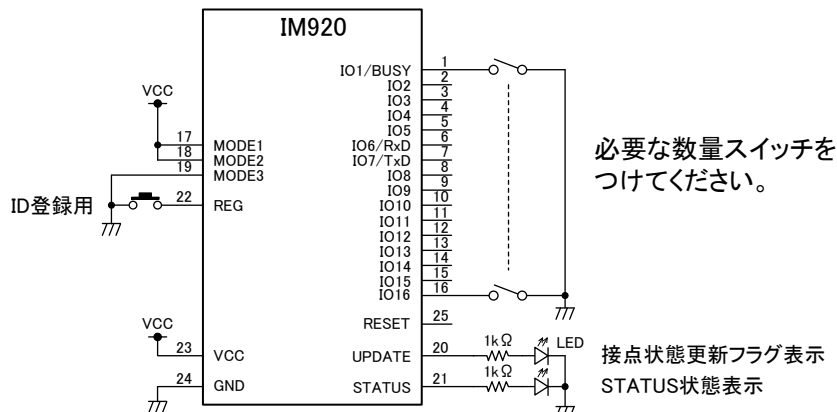 IM920
VCC
17 MODE1
18 MODE2
19 MODE3
ID登録用
22 REG
VCC
23 VCC
24 GND
IO1/BUSY 1
IO2 2
IO3 3
IO4 4
IO5 5
IO6/RxD 6
IO7/TxD 7
IO8 8
IO9 9
IO10 10
IO11 11
IO12 12
IO13 13
IO14 14
IO15 15
IO16 16
RESET 25
UPDATE 20
STATUS 21
1kΩ
1kΩ
LED
必要な数量スイッチを
つけてください。
接点状態更新フラグ表示
STATUS状態表示